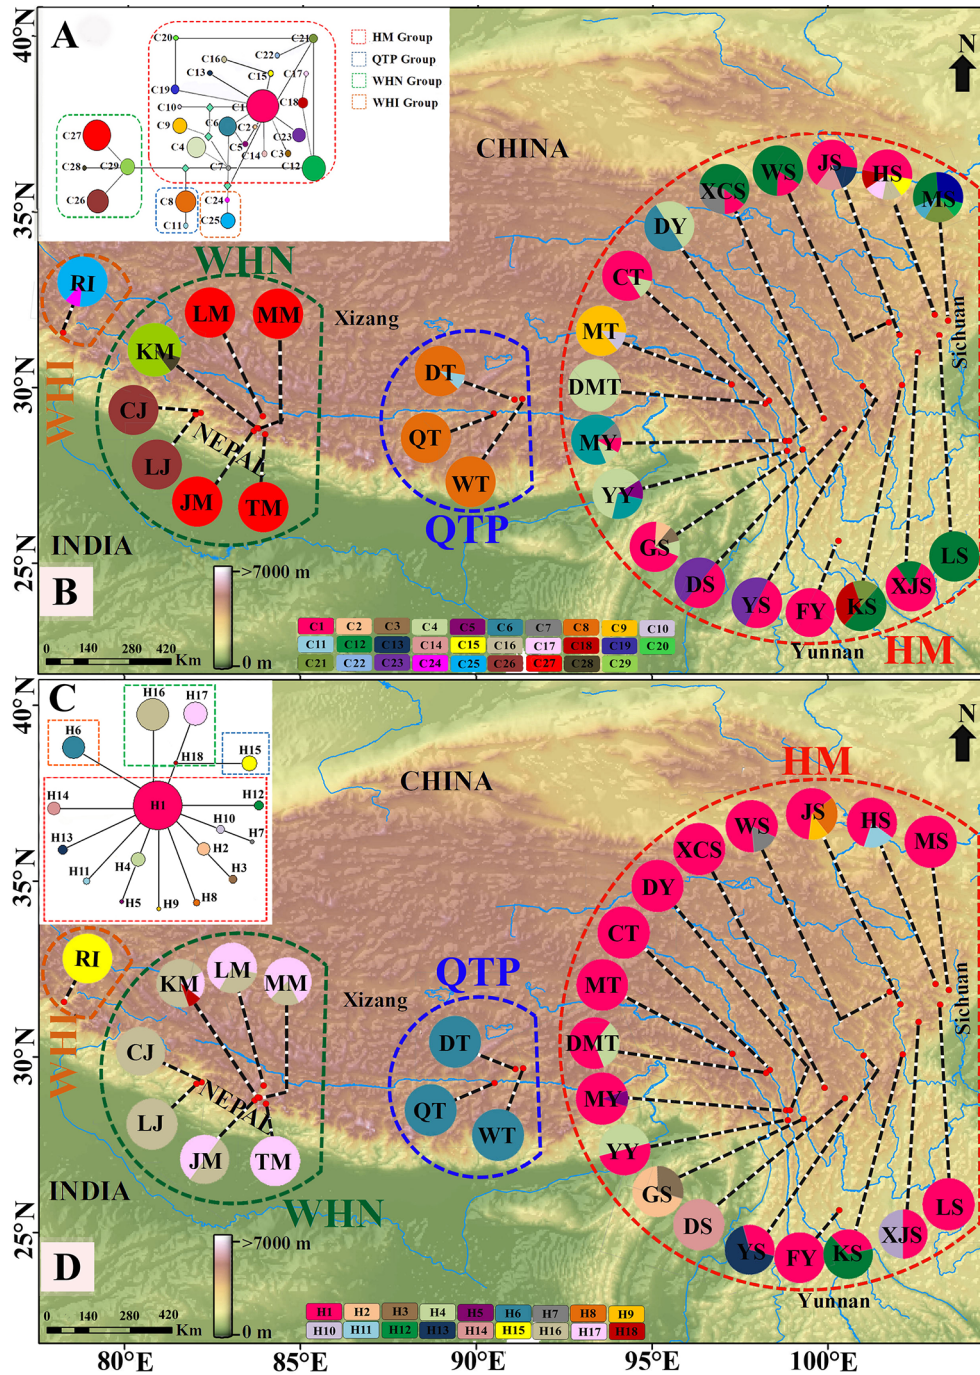 40°N
35°N
30°N
25°N
A
C20
C21
C16
C22
C13
C15
C17
C19
C10
C1
C18
C9
C6
C2
C23
C4
C5
C14
C3
C7
C12
C27
C28
C29
C26
C8
C11
C24
C25
HM Group
QTP Group
WHN Group
WHI Group
N
CHINA
XCS
WS
JS
HS
MS
DY
CT
MT
DMT
MY
YY
GS
DS
YS
FY
KS
XJS
LS
Sichuan
Yunnan
HM
WHN
RI
WHI
LM
MM
KM
CJ
LJ
JM
TM
NEPAL
Xizang
DT
QT
WT
QTP
INDIA
B
>7000 m
0 m
0 140 280 420
Km
C1 C2 C3 C4 C5 C6 C7 C8 C9 C10
C11 C12 C13 C14 C15 C16 C17 C18 C19 C20
C21 C22 C23 C24 C25 C26 C27 C28 C29
40°N
35°N
30°N
25°N
C
H16
H17
H6
H18
H15
H14
H1
H12
H10
H7
H13
H4
H2
H3
H11
H5
H9
H8
N
CHINA
HM
JS
HS
WS
MS
XCS
DY
CT
MT
DMT
MY
YY
GS
DS
YS
FY
KS
XJS
LS
Sichuan
Yunnan
RI
WHI
KM
LM
MM
CJ
LJ
JM
TM
NEPAL
WHN
Xizang
QTP
DT
QT
WT
INDIA
D
>7000 m
0 m
0 140 280 420
Km
H1 H2 H3 H4 H5 H6 H7 H8 H9
H10 H11 H12 H13 H14 H15 H16 H17 H18
80°E 85°E 90°E 95°E 100°E